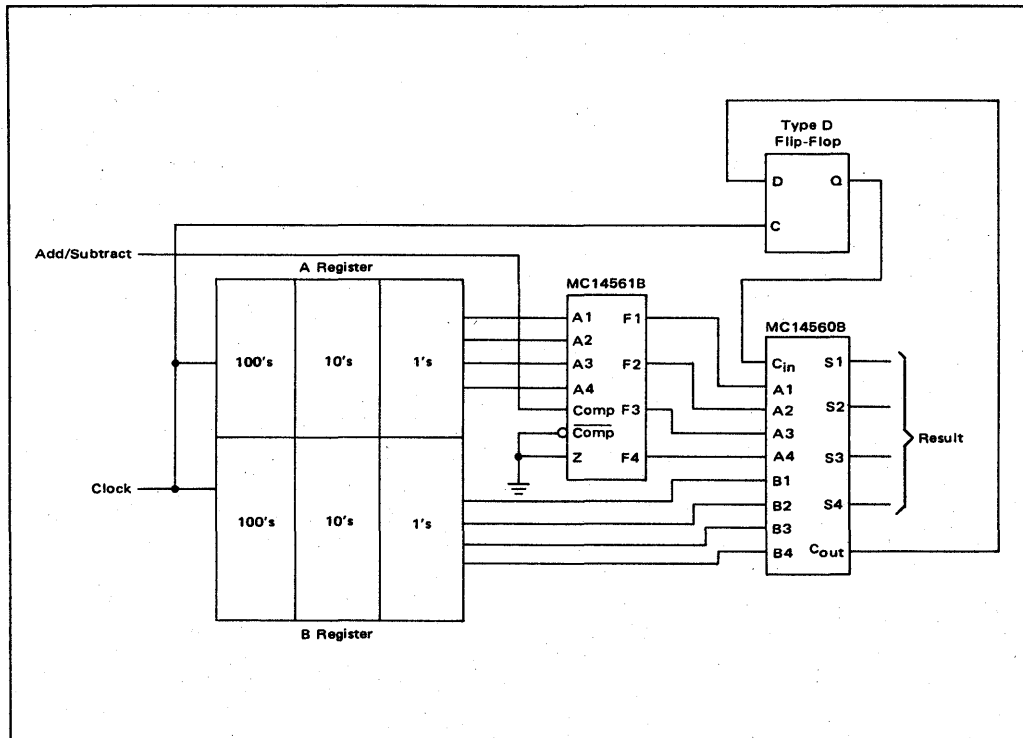 Type D
Flip-Flop
D Q
C
Add/Subtract
A Register
MC14561B
A1 F1
A2
A3 F2
A4
Comp F3
Comp
Z F4
100's 10's 1's
MC14560B
Cin S1
A1
A2 S2
A3
A4 S3
B1
B2 S4
B3
B4 Cout
Result
Clock
100's 10's 1's
B Register